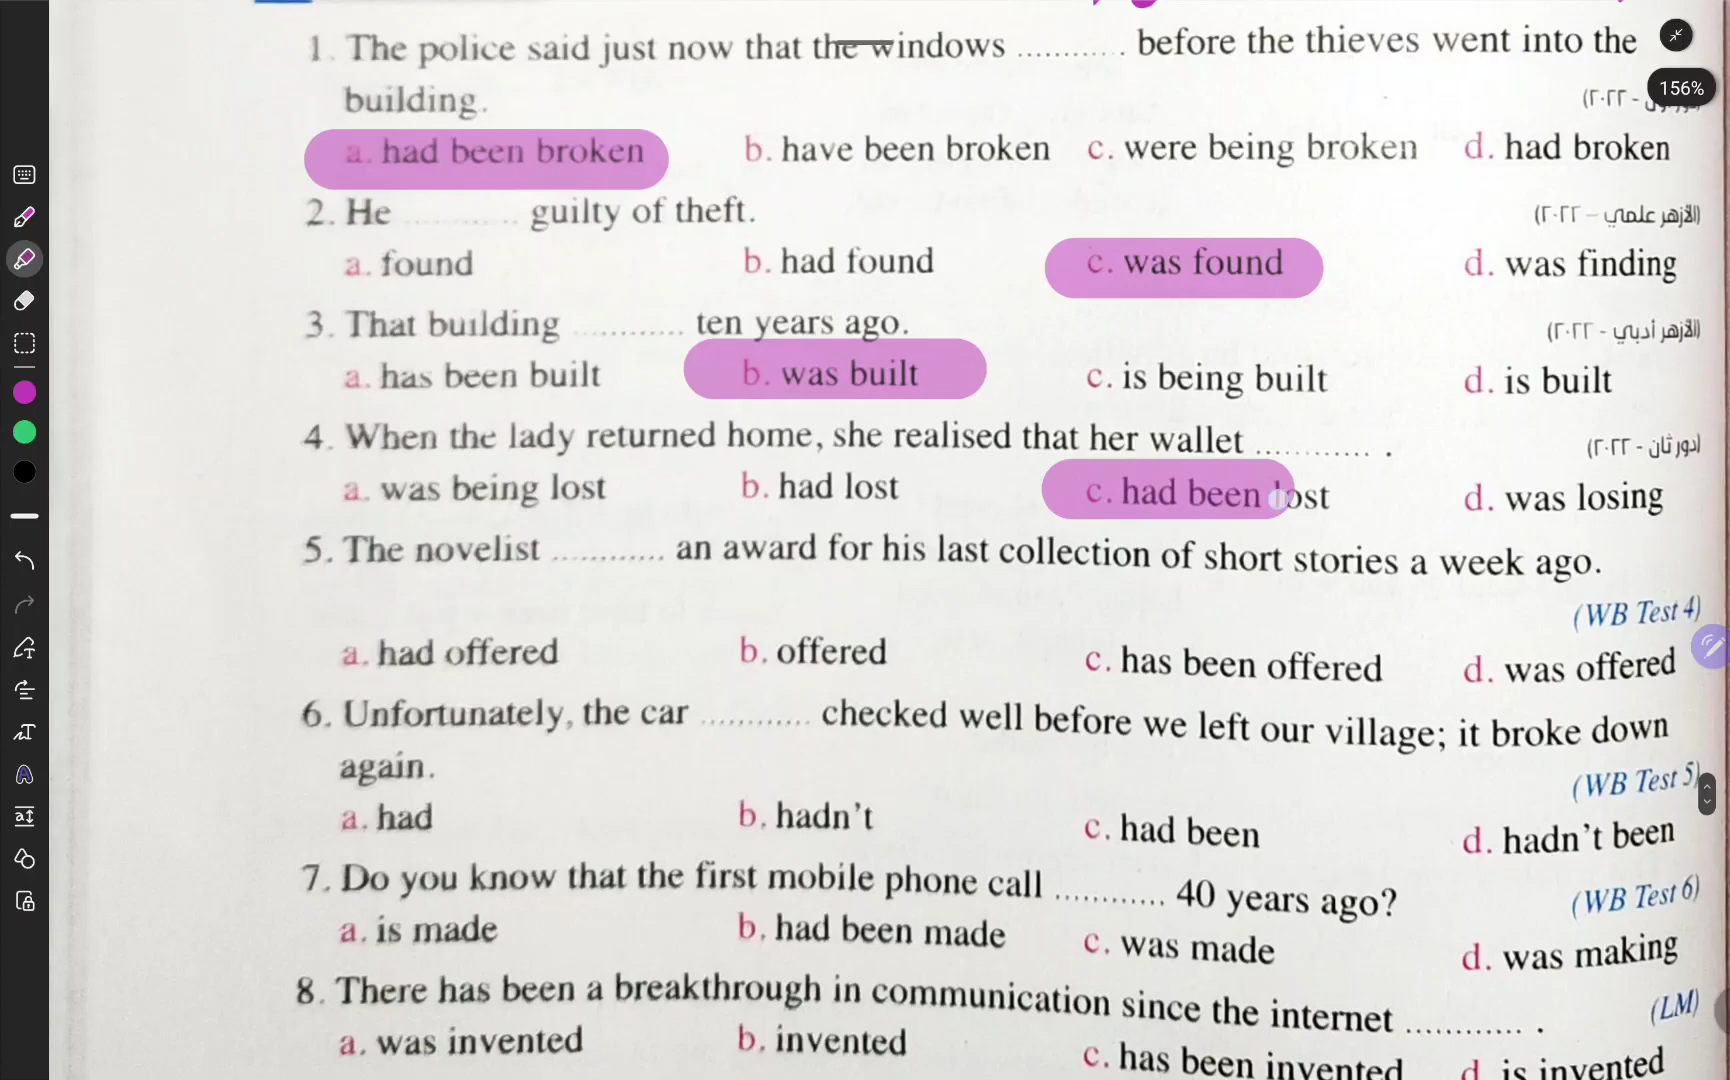 1. The police said just now that the windows ............ before the thieves went into the
156%
building.
a. had been broken b. have been broken c. were being broken d. had broken
2. He ............ guilty of theft. (الأزهر علمي – ٢٠٢٢)
a. found b. had found c. was found d. was finding
3. That building ............ ten years ago. (الأزهر أدبي - ٢٠٢٢)
a. has been built b. was built c. is being built d. is built
4. When the lady returned home, she realised that her wallet ............ . (دور ثان - ٢٠٢٢)
a. was being lost b. had lost c. had been lost d. was losing
5. The novelist ............ an award for his last collection of short stories a week ago.
(WB Test 4)
a. had offered b. offered c. has been offered d. was offered
6. Unfortunately, the car ............ checked well before we left our village; it broke down
again.
(WB Test 5)
a. had b. hadn't c. had been d. hadn't been
7. Do you know that the first mobile phone call ............ 40 years ago? (WB Test 6)
a. is made b. had been made c. was made d. was making
8. There has been a breakthrough in communication since the internet ............ . (LM)
a. was invented b. invented c. has been invented d. is invented